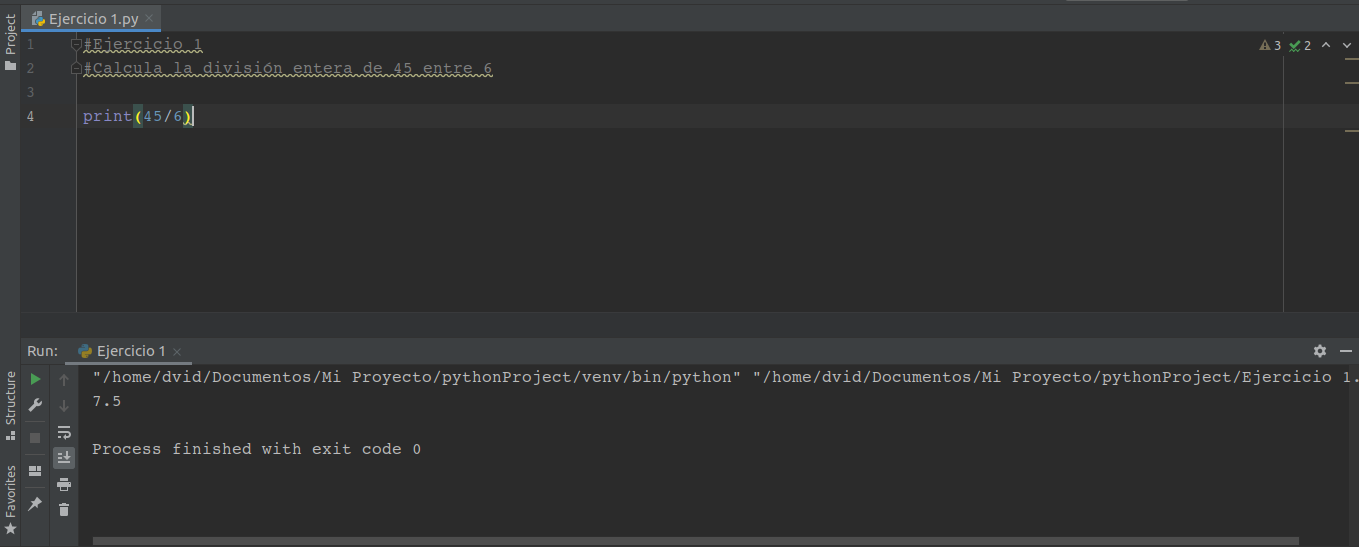 Project
Ejercicio 1.py
1 #Ejercicio 1
3 2
2 #Calcula la división entera de 45 entre 6
3
4 print(45/6)
Run: Ejercicio 1
Structure
Favorites
"/home/dvid/Documentos/Mi Proyecto/pythonProject/venv/bin/python" "/home/dvid/Documentos/Mi Proyecto/pythonProject/Ejercicio 1.
7.5
Process finished with exit code 0